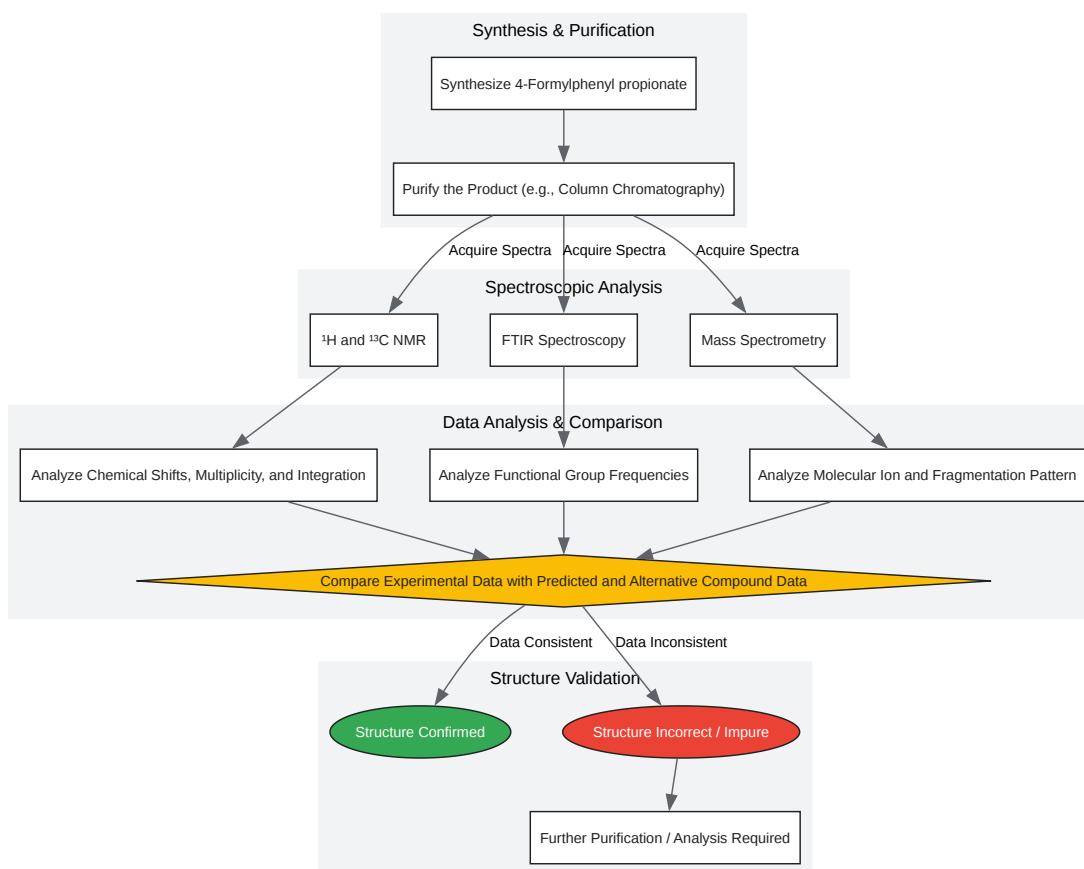 Synthesis & Purification
Synthesize 4-Formylphenyl propionate
Purify the Product (e.g., Column Chromatography)
Acquire Spectra
Acquire Spectra
Acquire Spectra
Spectroscopic Analysis
¹H and ¹³C NMR
FTIR Spectroscopy
Mass Spectrometry
Data Analysis & Comparison
Analyze Chemical Shifts, Multiplicity, and Integration
Analyze Functional Group Frequencies
Analyze Molecular Ion and Fragmentation Pattern
Compare Experimental Data with Predicted and Alternative Compound Data
Data Consistent
Data Inconsistent
Structure Validation
Structure Confirmed
Structure Incorrect / Impure
Further Purification / Analysis Required